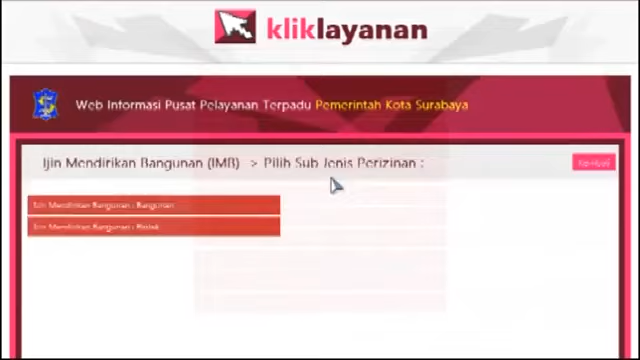 kliklayanan
Web Informasi Pusat Pelayanan Terpadu Pemerintah Kota Surabaya
Ijin Mendirikan Bangunan (IMB) > Pilih Sub Jenis Perizinan :
Kembali
Ijin Mendirikan Bangunan : Bangunan
Ijin Mendirikan Bangunan :